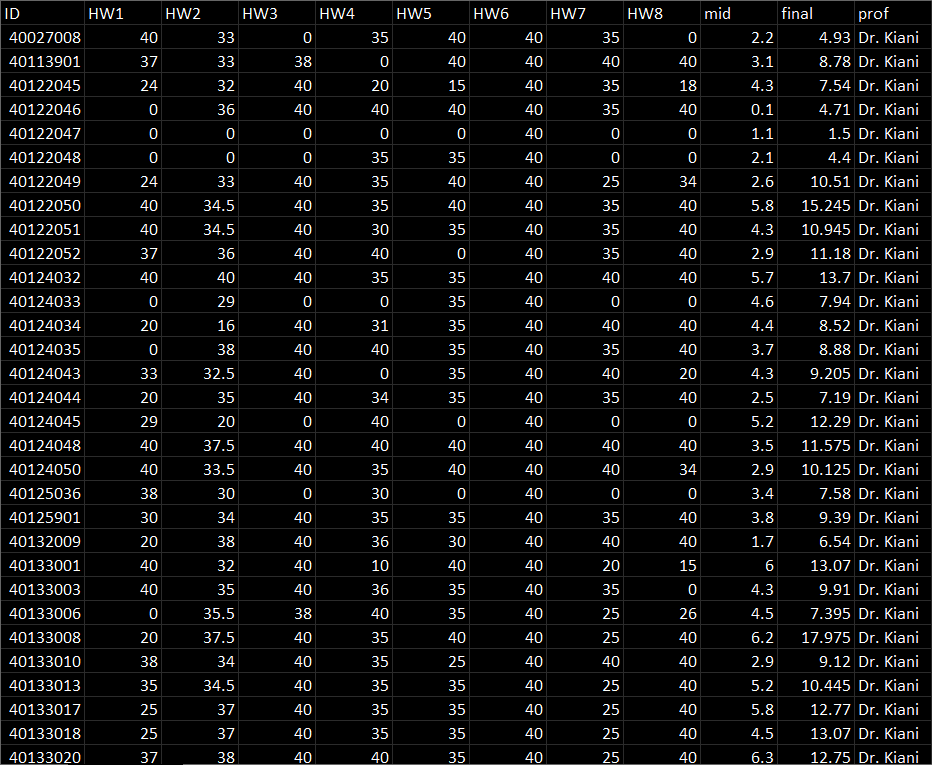 ID HW1 HW2 HW3 HW4 HW5 HW6 HW7 HW8 mid final prof
40027008 40 33 0 35 40 40 35 0 2.2 4.93 Dr. Kiani
40113901 37 33 38 0 40 40 40 40 3.1 8.78 Dr. Kiani
40122045 24 32 40 20 15 40 35 18 4.3 7.54 Dr. Kiani
40122046 0 36 40 40 40 40 35 40 0.1 4.71 Dr. Kiani
40122047 0 0 0 0 0 40 0 0 1.1 1.5 Dr. Kiani
40122048 0 0 0 35 35 40 0 0 2.1 4.4 Dr. Kiani
40122049 24 33 40 35 40 40 25 34 2.6 10.51 Dr. Kiani
40122050 40 34.5 40 35 40 40 35 40 5.8 15.245 Dr. Kiani
40122051 40 34.5 40 30 35 40 35 40 4.3 10.945 Dr. Kiani
40122052 37 36 40 40 0 40 35 40 2.9 11.18 Dr. Kiani
40124032 40 40 40 35 35 40 40 40 5.7 13.7 Dr. Kiani
40124033 0 29 0 0 35 40 0 0 4.6 7.94 Dr. Kiani
40124034 20 16 40 31 35 40 40 40 4.4 8.52 Dr. Kiani
40124035 0 38 40 40 35 40 35 40 3.7 8.88 Dr. Kiani
40124043 33 32.5 40 0 35 40 40 20 4.3 9.205 Dr. Kiani
40124044 20 35 40 34 35 40 35 40 2.5 7.19 Dr. Kiani
40124045 29 20 0 40 0 40 0 0 5.2 12.29 Dr. Kiani
40124048 40 37.5 40 40 40 40 40 40 3.5 11.575 Dr. Kiani
40124050 40 33.5 40 35 40 40 40 34 2.9 10.125 Dr. Kiani
40125036 38 30 0 30 0 40 0 0 3.4 7.58 Dr. Kiani
40125901 30 34 40 35 35 40 35 40 3.8 9.39 Dr. Kiani
40132009 20 38 40 36 30 40 40 40 1.7 6.54 Dr. Kiani
40133001 40 32 40 10 40 40 20 15 6 13.07 Dr. Kiani
40133003 40 35 40 36 35 40 35 0 4.3 9.91 Dr. Kiani
40133006 0 35.5 38 40 35 40 25 26 4.5 7.395 Dr. Kiani
40133008 20 37.5 40 35 40 40 25 40 6.2 17.975 Dr. Kiani
40133010 38 34 40 35 25 40 40 40 2.9 9.12 Dr. Kiani
40133013 35 34.5 40 35 35 40 25 40 5.2 10.445 Dr. Kiani
40133017 25 37 40 35 35 40 25 40 5.8 12.77 Dr. Kiani
40133018 25 37 40 35 35 40 25 40 4.5 13.07 Dr. Kiani
40133020 37 38 40 40 35 40 25 40 6.3 12.75 Dr. Kiani